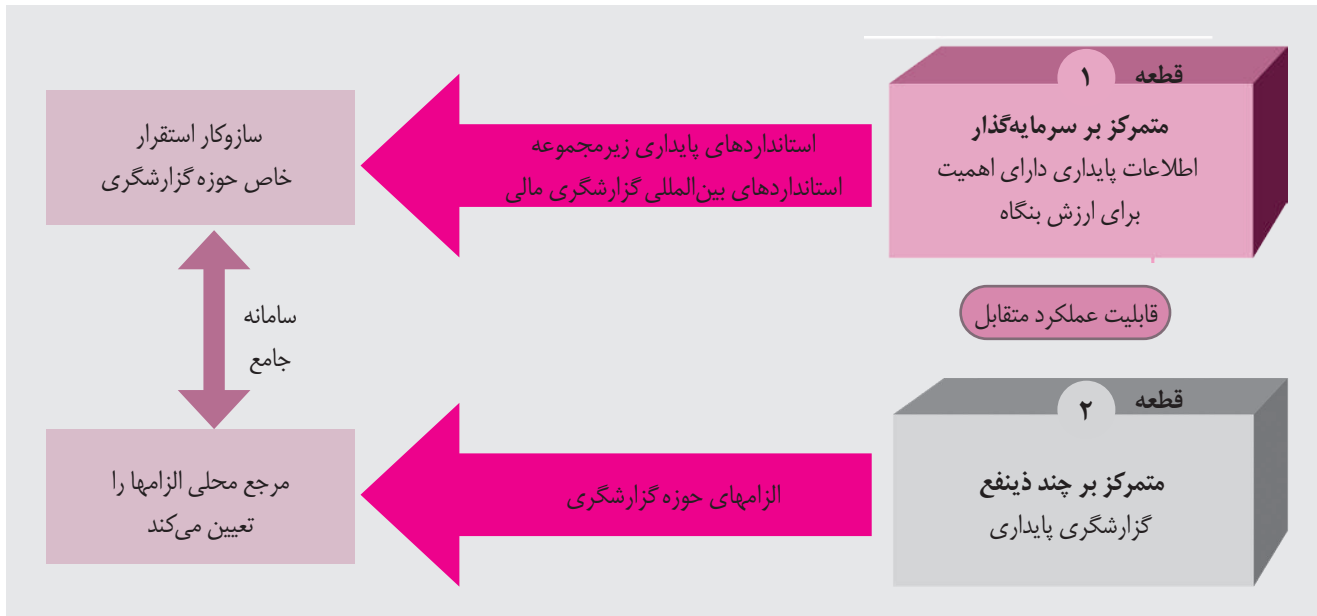 قطعه ۱
متمرکز بر سرمایه‌گذار
اطلاعات پایداری دارای اهمیت
برای ارزش بنگاه
استانداردهای پایداری زیرمجموعه
استانداردهای بین‌المللی گزارشگری مالی
سازوکار استقرار
خاص حوزه گزارشگری
قابلیت عملکرد متقابل
سامانه
جامع
قطعه ۲
متمرکز بر چند ذینفع
گزارشگری پایداری
الزامهای حوزه گزارشگری
مرجع محلی الزامها را
تعیین می‌کند